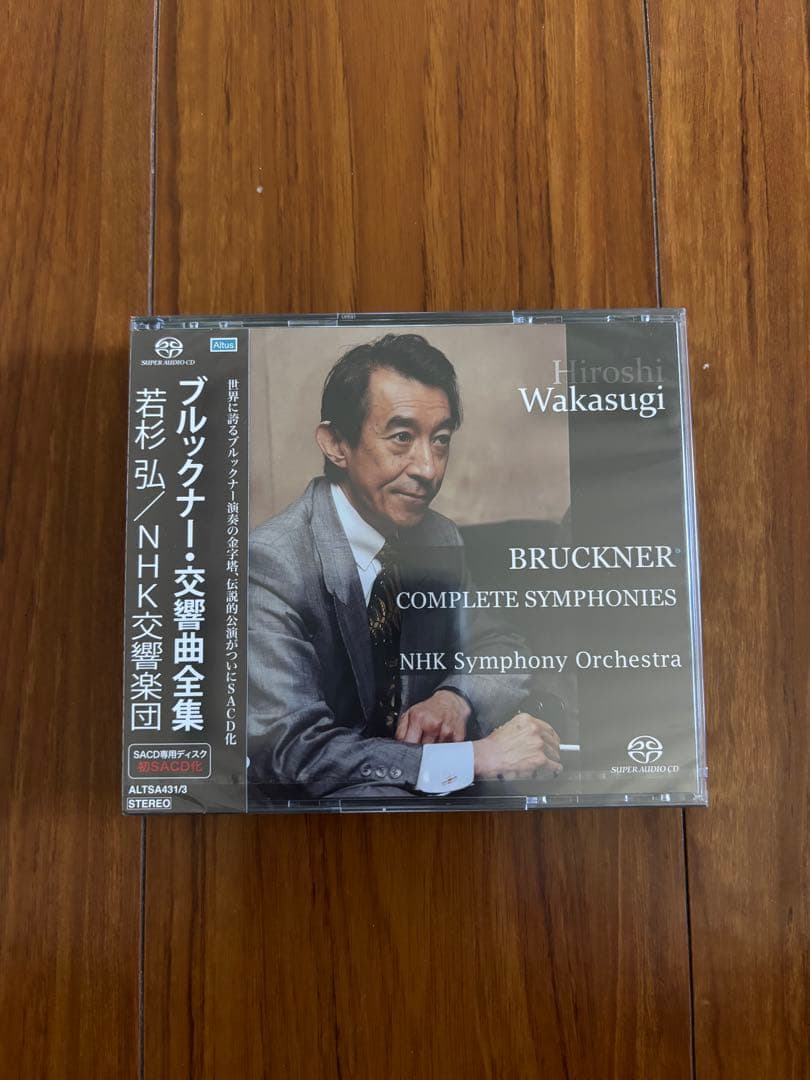 SUPER AUDIO CD
Altus
世界に誇るブルックナー演奏の金字塔、伝説的公演がついにSACD化
ブルックナー・交響曲全集
若杉 弘/NHK交響楽団
SACD専用ディスク
初SACD化
ALTSA431/3
STEREO
Hiroshi
Wakasugi
BRUCKNER
COMPLETE SYMPHONIES
NHK Symphony Orchestra
SUPER AUDIO CD